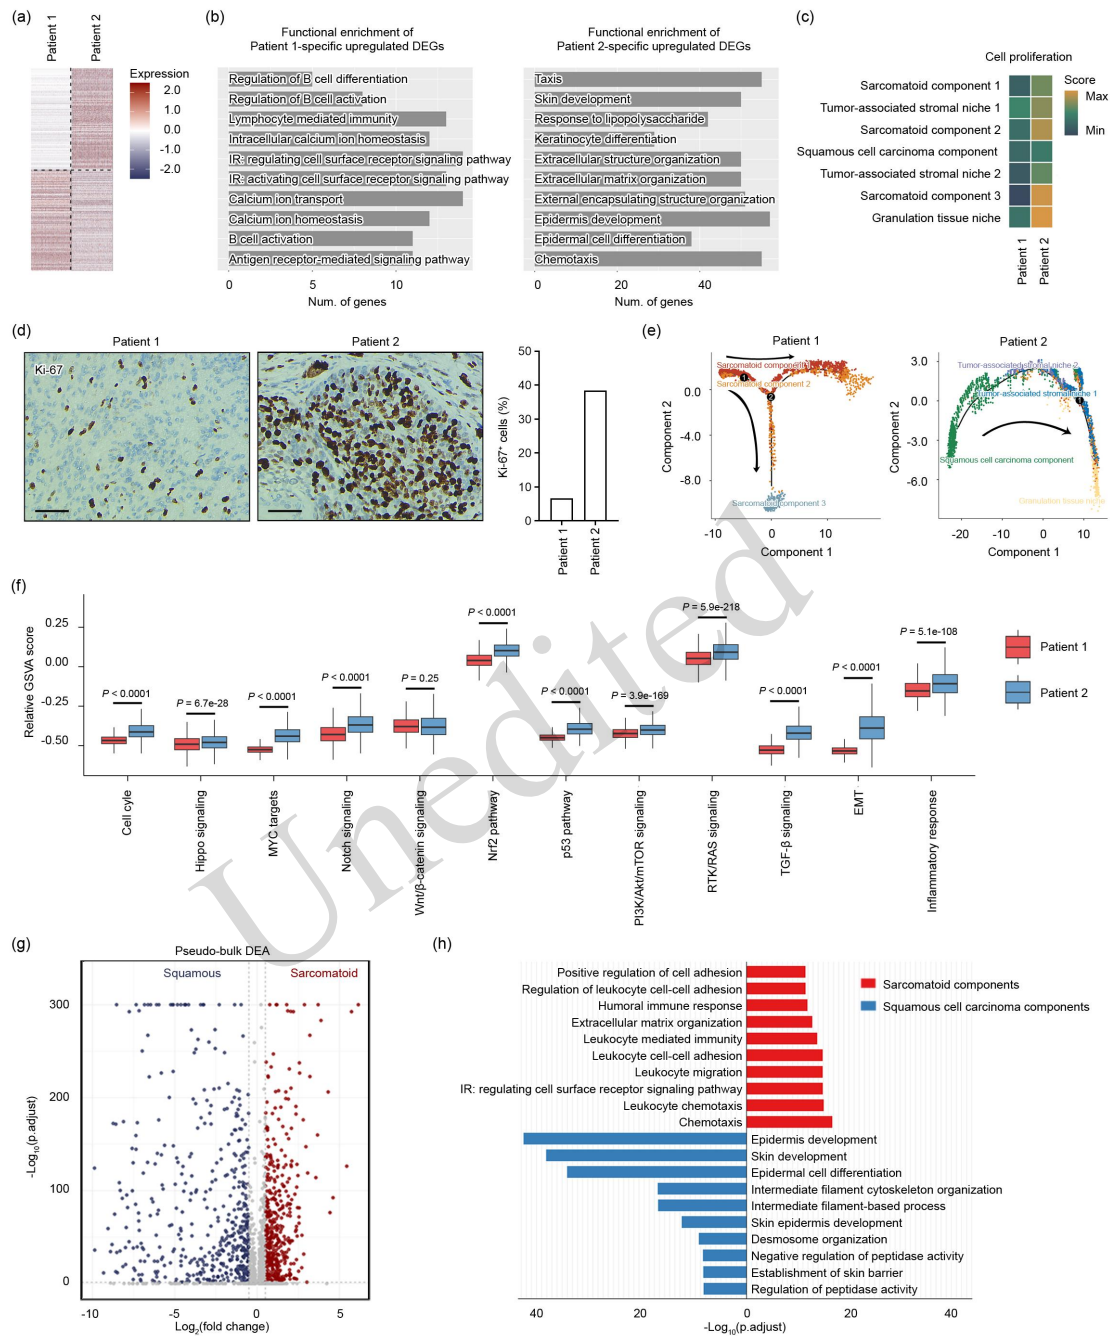 (a)
Patient 1
Patient 2
Expression
2.0
1.0
0.0
-1.0
-2.0
(b)
Functional enrichment of
Patient 1-specific upregulated DEGs
Regulation of B cell differentiation
Regulation of B cell activation
Lymphocyte mediated immunity
Intracellular calcium ion homeostasis
IR: regulating cell surface receptor signaling pathway
IR: activating cell surface receptor signaling pathway
Calcium ion transport
Calcium ion homeostasis
B cell activation
Antigen receptor-mediated signaling pathway
0 5 10
Num. of genes
Functional enrichment of
Patient 2-specific upregulated DEGs
Taxis
Skin development
Response to lipopolysaccharide
Keratinocyte differentiation
Extracellular structure organization
Extracellular matrix organization
External encapsulating structure organization
Epidermis development
Epidermal cell differentiation
Chemotaxis
0 20 40
Num. of genes
(c)
Cell proliferation
Sarcomatoid component 1
Tumor-associated stromal niche 1
Sarcomatoid component 2
Squamous cell carcinoma component
Tumor-associated stromal niche 2
Sarcomatoid component 3
Granulation tissue niche
Patient 1
Patient 2
Score
Max
Min
(d)
Patient 1
Patient 2
Ki-67
Ki-67⁺ cells (%)
50
40
30
20
10
0
Patient 1
Patient 2
(e)
Patient 1
Component 2
0.0
-4.0
-8.0
Sarcomatoid component 1
Sarcomatoid component 2
1
2
Sarcomatoid component 3
-10 0 10
Component 1
Patient 2
Component 2
3.0
0.0
-3.0
-6.0
Tumor-associated stromal niche 2
Tumor-associated stromal niche 1
1
Squamous cell carcinoma component
Granulation tissue niche
-20 -10 0 10
Component 1
(f)
Relative GSVA score
0.25
0.00
-0.25
-0.50
P < 0.0001
P = 6.7e-28
P < 0.0001
P < 0.0001
P = 0.25
P < 0.0001
P < 0.0001
P = 3.9e-169
P = 5.9e-218
P < 0.0001
P < 0.0001
P = 5.1e-108
Patient 1
Patient 2
Cell cyle
Hippo signaling
MYC targets
Notch signaling
Wnt/β-catenin signaling
Nrf2 pathway
p53 pathway
PI3K/Akt/mTOR signaling
RTK/RAS signaling
TGF-β signaling
EMT
Inflammatory response
Unedited
(g)
Pseudo-bulk DEA
Squamous
Sarcomatoid
-Log₁₀(p.adjust)
300
200
100
0
-10 -5 0 5
Log₂(fold change)
(h)
Positive regulation of cell adhesion
Regulation of leukocyte cell-cell adhesion
Humoral immune response
Extracellular matrix organization
Leukocyte mediated immunity
Leukocyte cell-cell adhesion
Leukocyte migration
IR: regulating cell surface receptor signaling pathway
Leukocyte chemotaxis
Chemotaxis
Sarcomatoid components
Squamous cell carcinoma components
Epidermis development
Skin development
Epidermal cell differentiation
Intermediate filament cytoskeleton organization
Intermediate filament-based process
Skin epidermis development
Desmosome organization
Negative regulation of peptidase activity
Establishment of skin barrier
Regulation of peptidase activity
40 20 0 20 40
-Log₁₀(p.adjust)